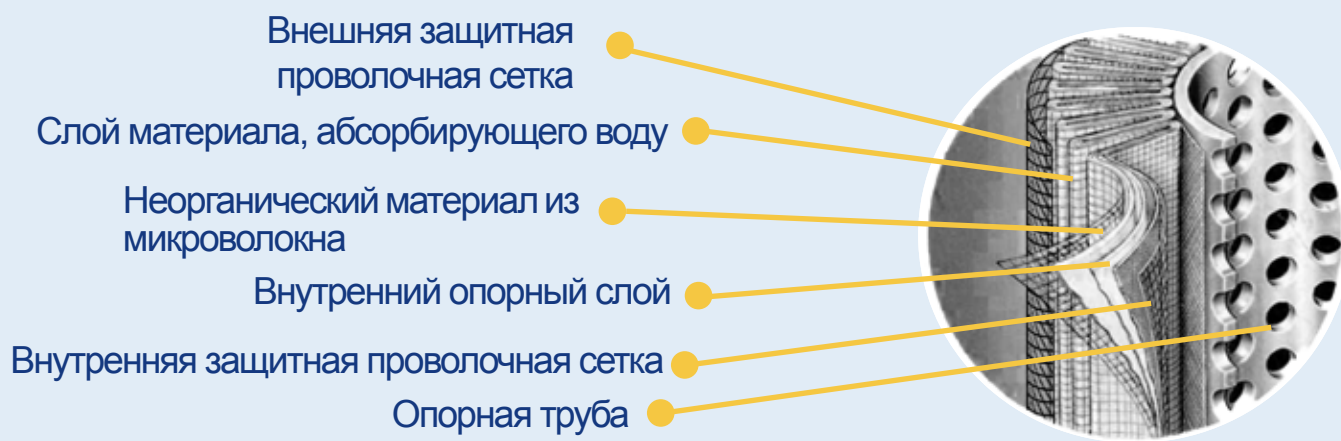 Внешняя защитная
проволочная сетка
Слой материала, абсорбирующего воду
Неорганический материал из
микроволокна
Внутренний опорный слой
Внутренняя защитная проволочная сетка
Опорная труба